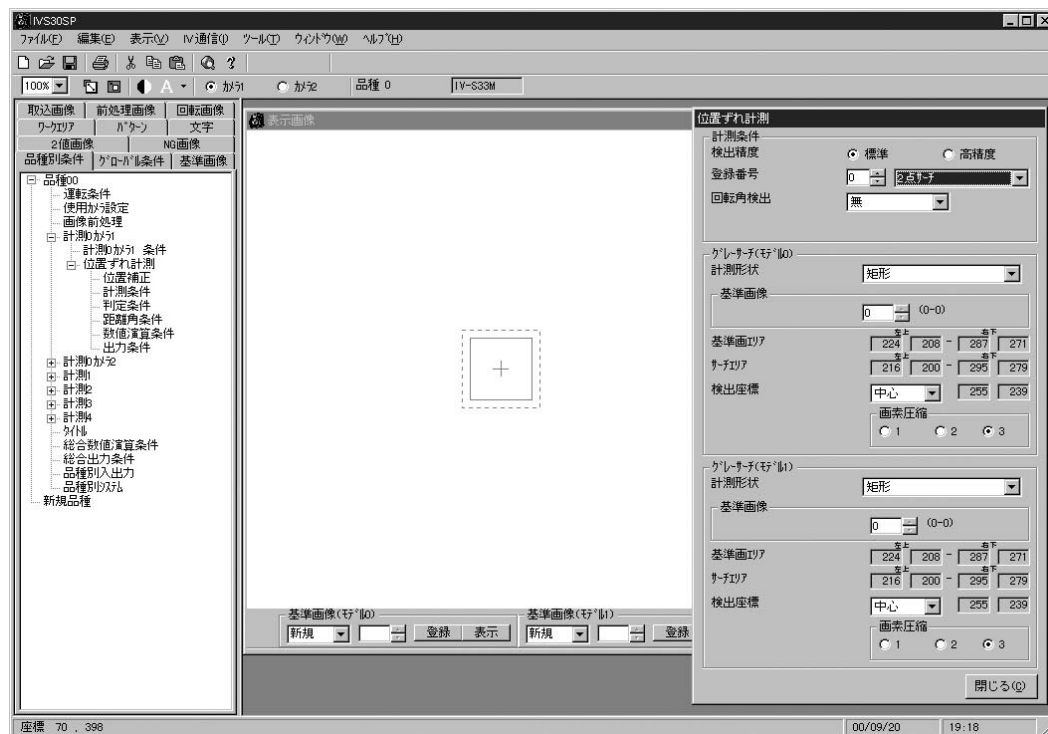 IVS30SP
ファイル(F) 編集(E) 表示(V) IV通信(I) ツール(T) ウィンドウ(W) ヘルプ(H)
100% A カメラ1 カメラ2 品種 0 IV-S33M
取込画像 前処理画像 回転画像
ワークエリア パターン 文字
2値画像 NG画像
品種別条件 グローバル条件 基準画像
品種00
運転条件
使用カメラ設定
画像前処理
計測0カメラ1
計測0カメラ1 条件
位置ずれ計測
位置補正
計測条件
判定条件
距離角条件
数値演算条件
出力条件
計測0カメラ2
計測1
計測2
計測3
計測4
タイトル
総合数値演算条件
総合出力条件
品種別入出力
品種別システム
新規品種
表示画像
基準画像(モデル0) 基準画像(モデル1)
新規 登録 表示 新規 登録
位置ずれ計測
計測条件
検出精度 標準 高精度
登録番号 0 2点サーチ
回転角検出 無
グレーサーチ(モデル0)
計測形状 矩形
基準画像
0 (0-0)
左上 右下
基準画エリア 224 208 - 287 271
左上 右下
サーチエリア 216 200 - 295 279
検出座標 中心 255 239
画素圧縮
1 2 3
グレーサーチ(モデル1)
計測形状 矩形
基準画像
0 (0-0)
左上 右下
基準画エリア 224 208 - 287 271
左上 右下
サーチエリア 216 200 - 295 279
検出座標 中心 255 239
画素圧縮
1 2 3
閉じる(C)
座標 70 , 398 00/09/20 19:18